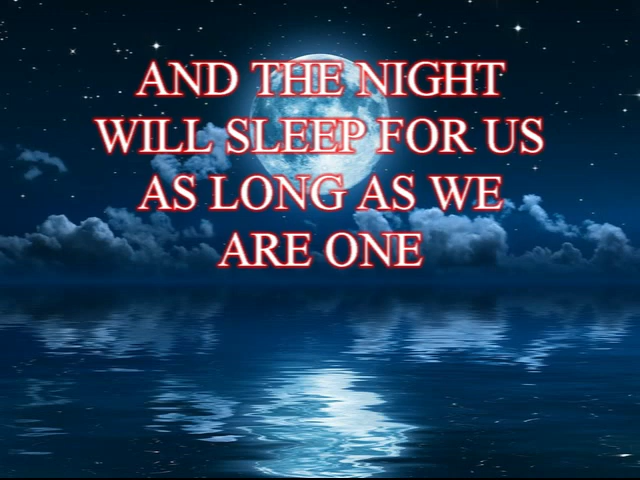 AND THE NIGHT
WILL SLEEP FOR US
AS LONG AS WE
ARE ONE